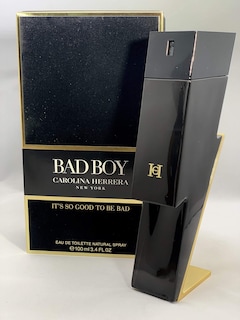 BAD BOY
CAROLINA HERRERA
NEW YORK
IT'S SO GOOD TO BE BAD
EAU DE TOILETTE NATURAL SPRAY
℮ 100 ml/3.4 FL.OZ
CH